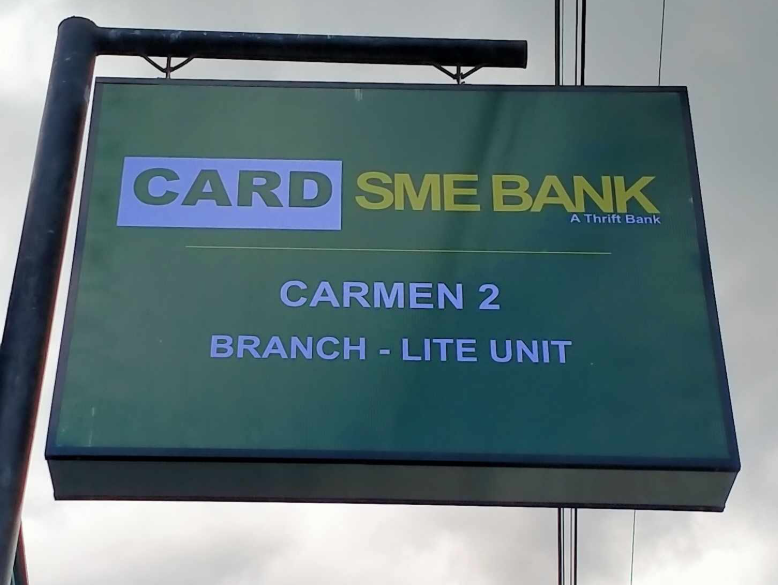 CARD SME BANK
A Thrift Bank
CARMEN 2
BRANCH - LITE UNIT